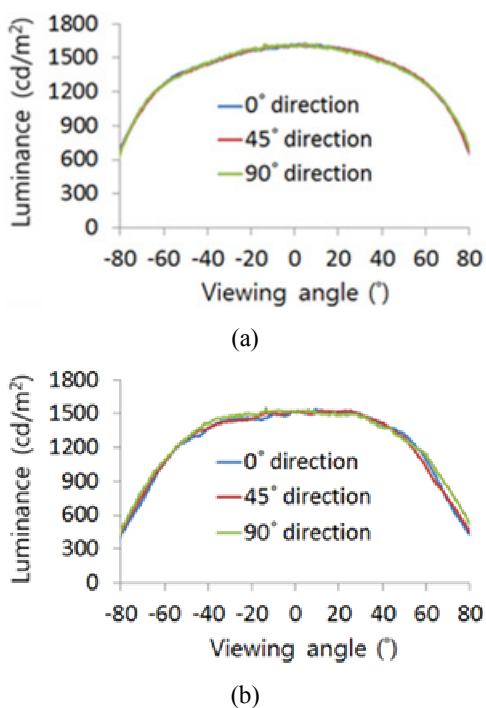 1800
1500
1200
900
600
300
0
Luminance (cd/m²)
0° direction
45° direction
90° direction
-80 -60 -40 -20 0 20 40 60 80
Viewing angle (°)
(a)
1800
1500
1200
900
600
300
0
Luminance (cd/m²)
0° direction
45° direction
90° direction
-80 -60 -40 -20 0 20 40 60 80
Viewing angle (°)
(b)